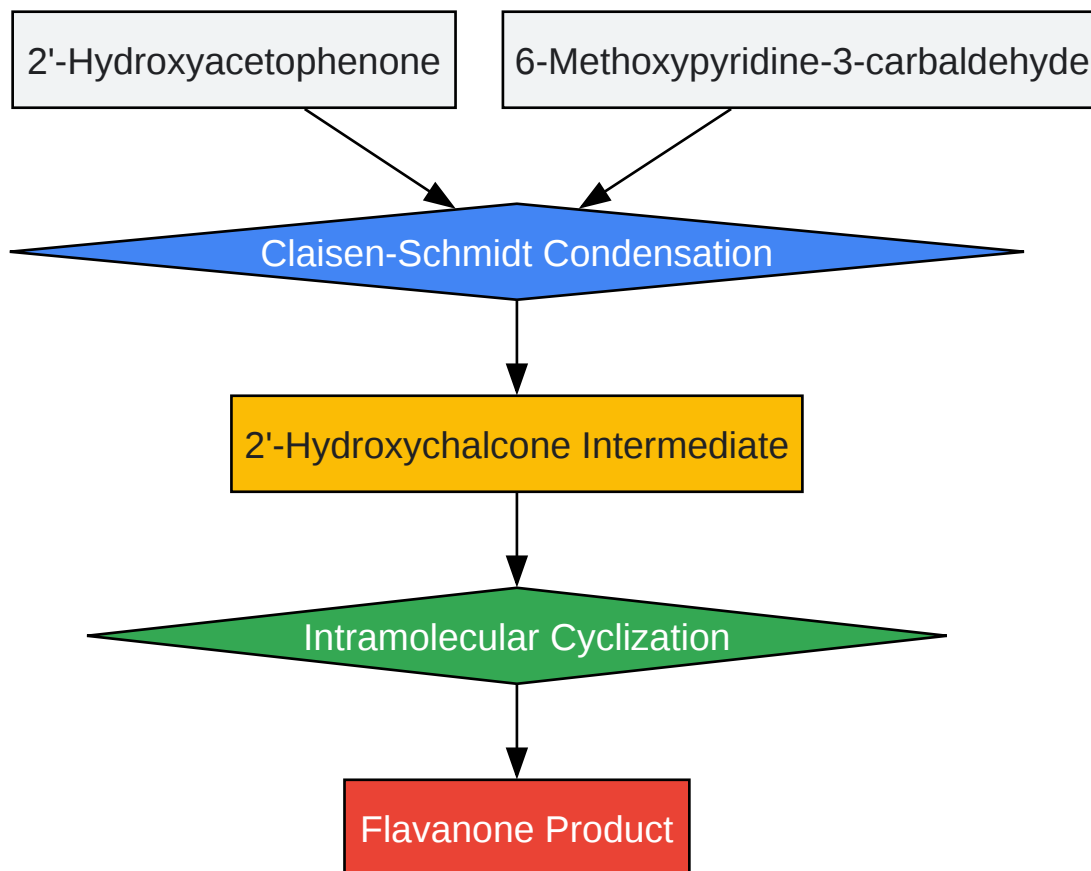 2'-Hydroxyacetophenone
6-Methoxypyridine-3-carbaldehyde
Claisen-Schmidt Condensation
2'-Hydroxychalcone Intermediate
Intramolecular Cyclization
Flavanone Product